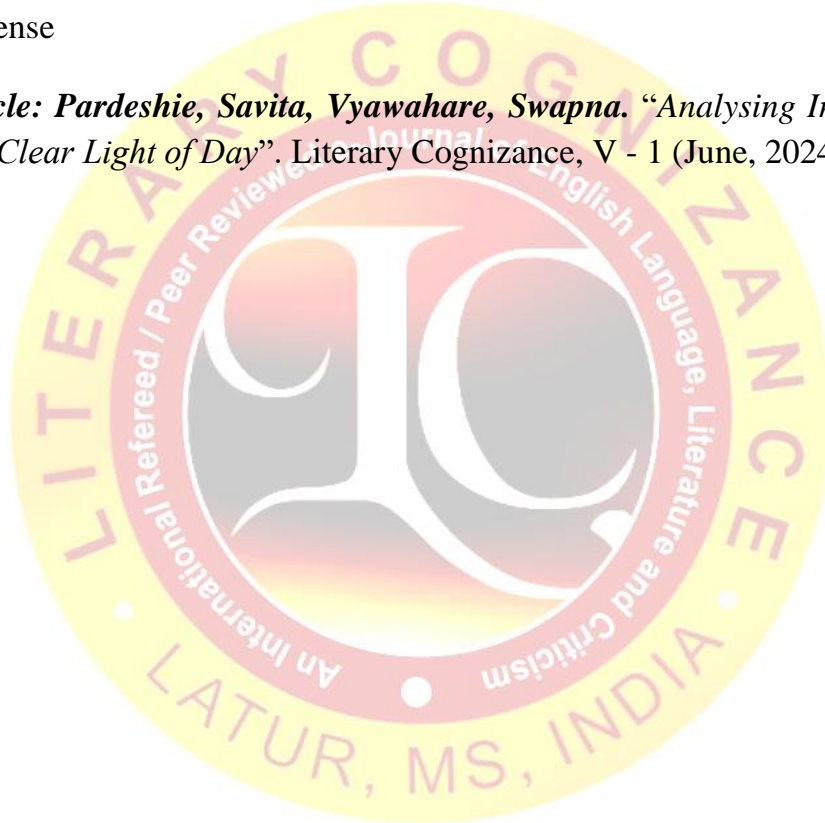 ense
cle: Pardeshie, Savita, Vyawahare, Swapna. “Analysing In
Clear Light of Day”. Literary Cognizance, V - 1 (June, 2024
LITERARY COGNIZANCE
An International Refereed / Peer Reviewed e-Journal of English Language, Literature and Criticism
LATUR, MS, INDIA
LC